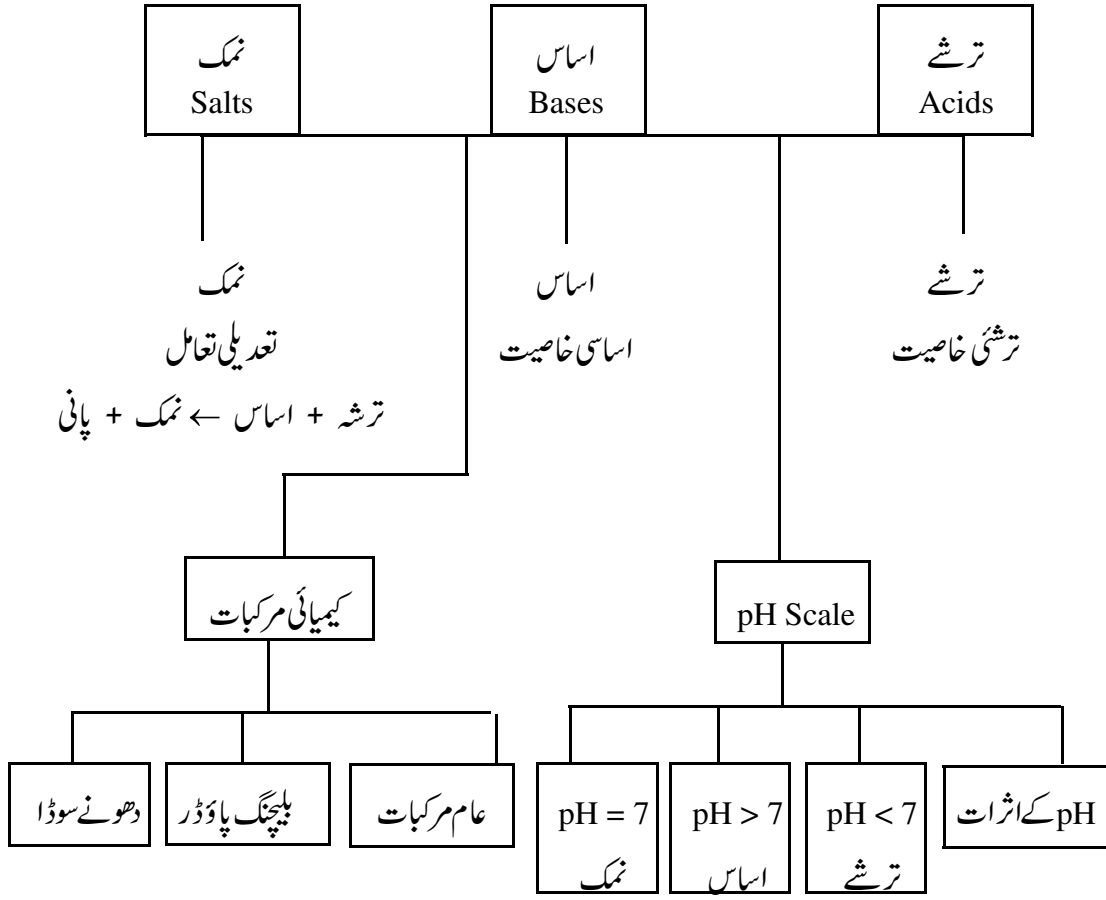 ترشے
Acids
اساس
Bases
نمک
Salts
ترشے
ترشئی خاصیت
اساس
اساسی خاصیت
نمک
تعدیلی تعامل
ترشہ + اساس ← نمک + پانی
pH Scale
کیمیائی مرکبات
pH کے اثرات
pH < 7
ترشے
pH > 7
اساس
pH = 7
نمک
عام مرکبات
بلیچنگ پاؤڈر
دھونے سوڈا